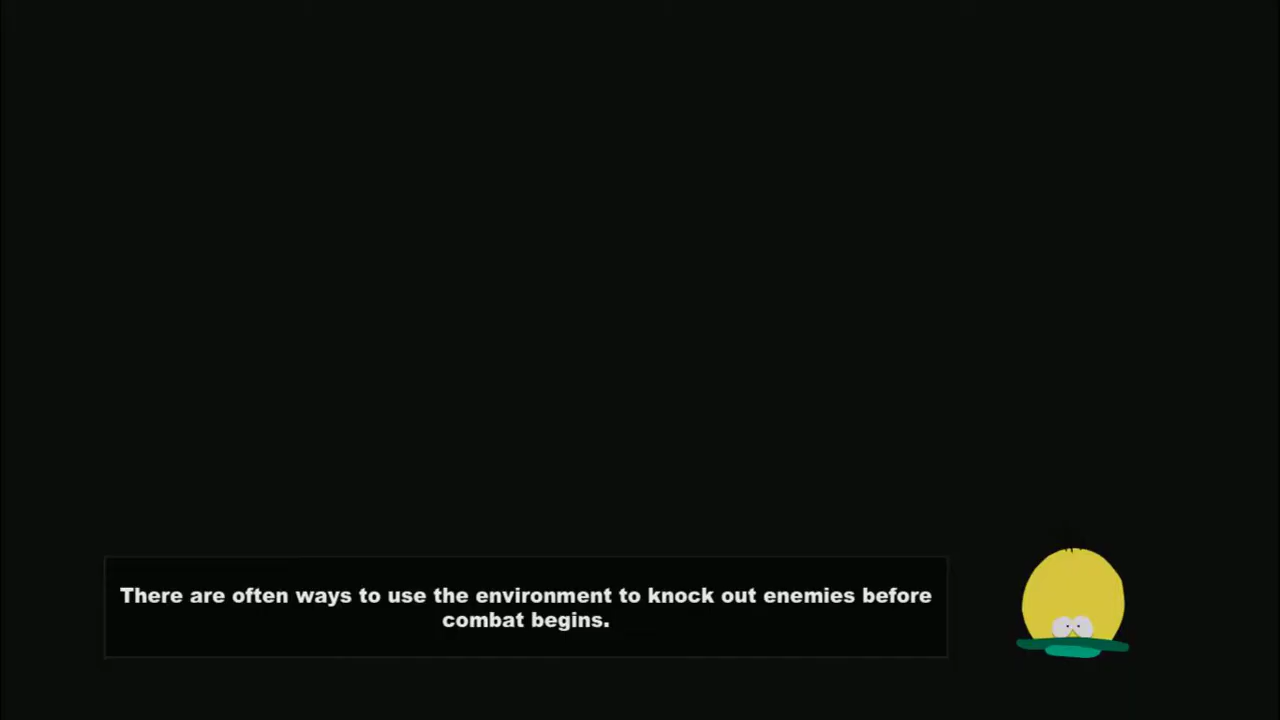 There are often ways to use the environment to knock out enemies before
combat begins.